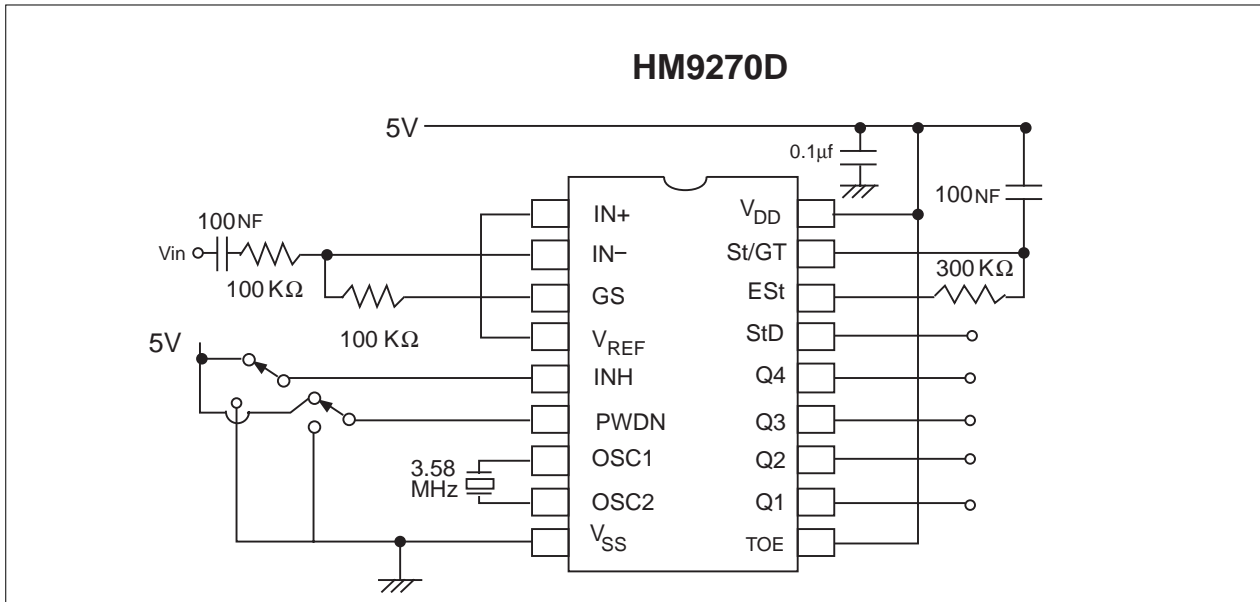 HM9270D
5V
0.1µf
100NF
IN+
VDD
100NF
Vin
IN–
St/GT
100 KΩ
300 KΩ
GS
ESt
100 KΩ
5V
VREF
StD
INH
Q4
PWDN
Q3
3.58
MHz
OSC1
Q2
OSC2
Q1
VSS
TOE